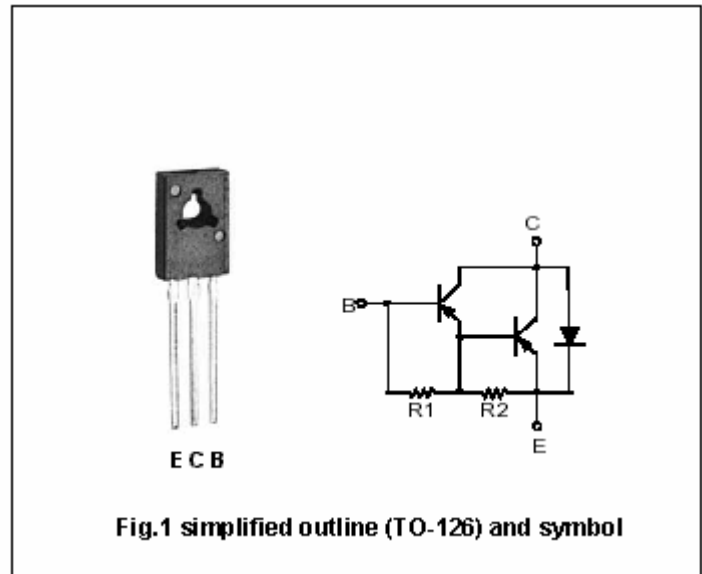 C
B
R1 R2
E
E C B
Fig.1 simplified outline (TO-126) and symbol